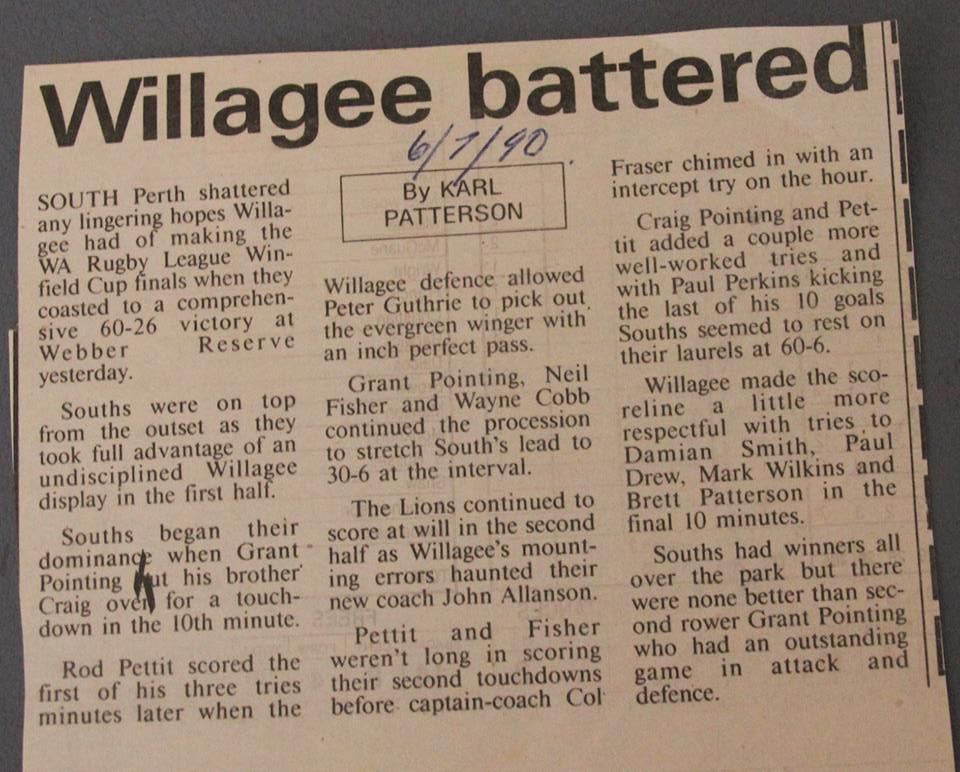 Willagee battered
6/7/90.
By KARL
PATTERSON
SOUTH Perth shattered
any lingering hopes Willa-
gee had of making the
WA Rugby League Win-
field Cup finals when they
coasted to a comprehen-
sive 60-26 victory at
Webber Reserve
yesterday.
Souths were on top
from the outset as they
took full advantage of an
undisciplined Willagee
display in the first half.
Souths began their
dominance when Grant
Pointing put his brother
Craig over for a touch-
down in the 10th minute.
Rod Pettit scored the
first of his three tries
minutes later when the
Willagee defence allowed
Peter Guthrie to pick out
the evergreen winger with
an inch perfect pass.
Grant Pointing, Neil
Fisher and Wayne Cobb
continued the procession
to stretch South's lead to
30-6 at the interval.
The Lions continued to
score at will in the second
half as Willagee's mount-
ing errors haunted their
new coach John Allanson.
Pettit and Fisher
weren't long in scoring
their second touchdowns
before captain-coach Col
Fraser chimed in with an
intercept try on the hour.
Craig Pointing and Pet-
tit added a couple more
well-worked tries and
with Paul Perkins kicking
the last of his 10 goals
Souths seemed to rest on
their laurels at 60-6.
Willagee made the sco-
reline a little more
respectful with tries to
Damian Smith, Paul
Drew, Mark Wilkins and
Brett Patterson in the
final 10 minutes.
Souths had winners all
over the park but there
were none better than sec-
ond rower Grant Pointing
who had an outstanding
game in attack and
defence.